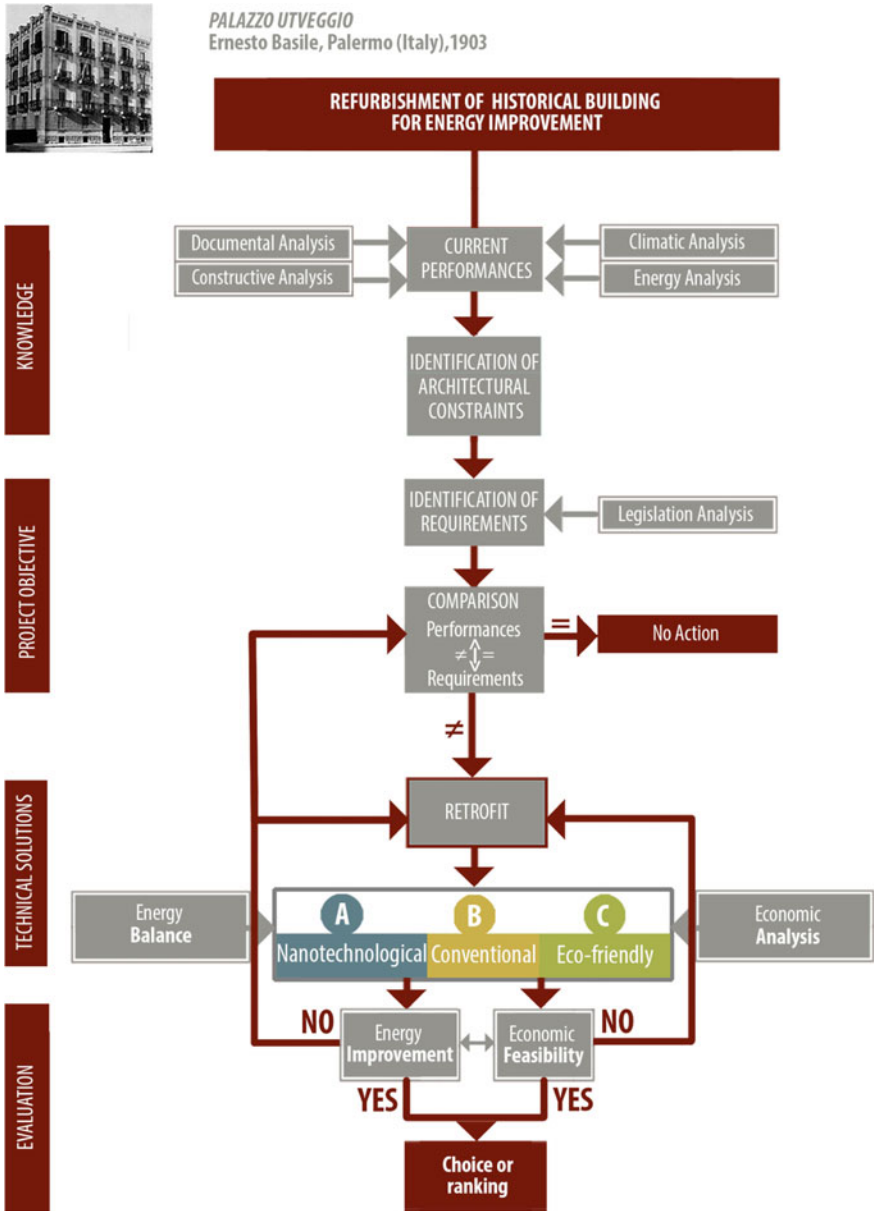 PALAZZO UTVEGGIO
Ernesto Basile, Palermo (Italy),1903
REFURBISHMENT OF HISTORICAL BUILDING
FOR ENERGY IMPROVEMENT
KNOWLEDGE
Documental Analysis
Constructive Analysis
CURRENT
PERFORMANCES
Climatic Analysis
Energy Analysis
IDENTIFICATION OF
ARCHITECTURAL
CONSTRAINTS
PROJECT OBJECTIVE
IDENTIFICATION OF
REQUIREMENTS
Legislation Analysis
COMPARISON
Performances
≠ =
Requirements
=
No Action
≠
TECHNICAL SOLUTIONS
RETROFIT
Energy
Balance
A
Nanotechnological
B
Conventional
C
Eco-friendly
Economic
Analysis
EVALUATION
NO
Energy
Improvement
Economic
Feasibility
NO
YES
YES
Choice or
ranking